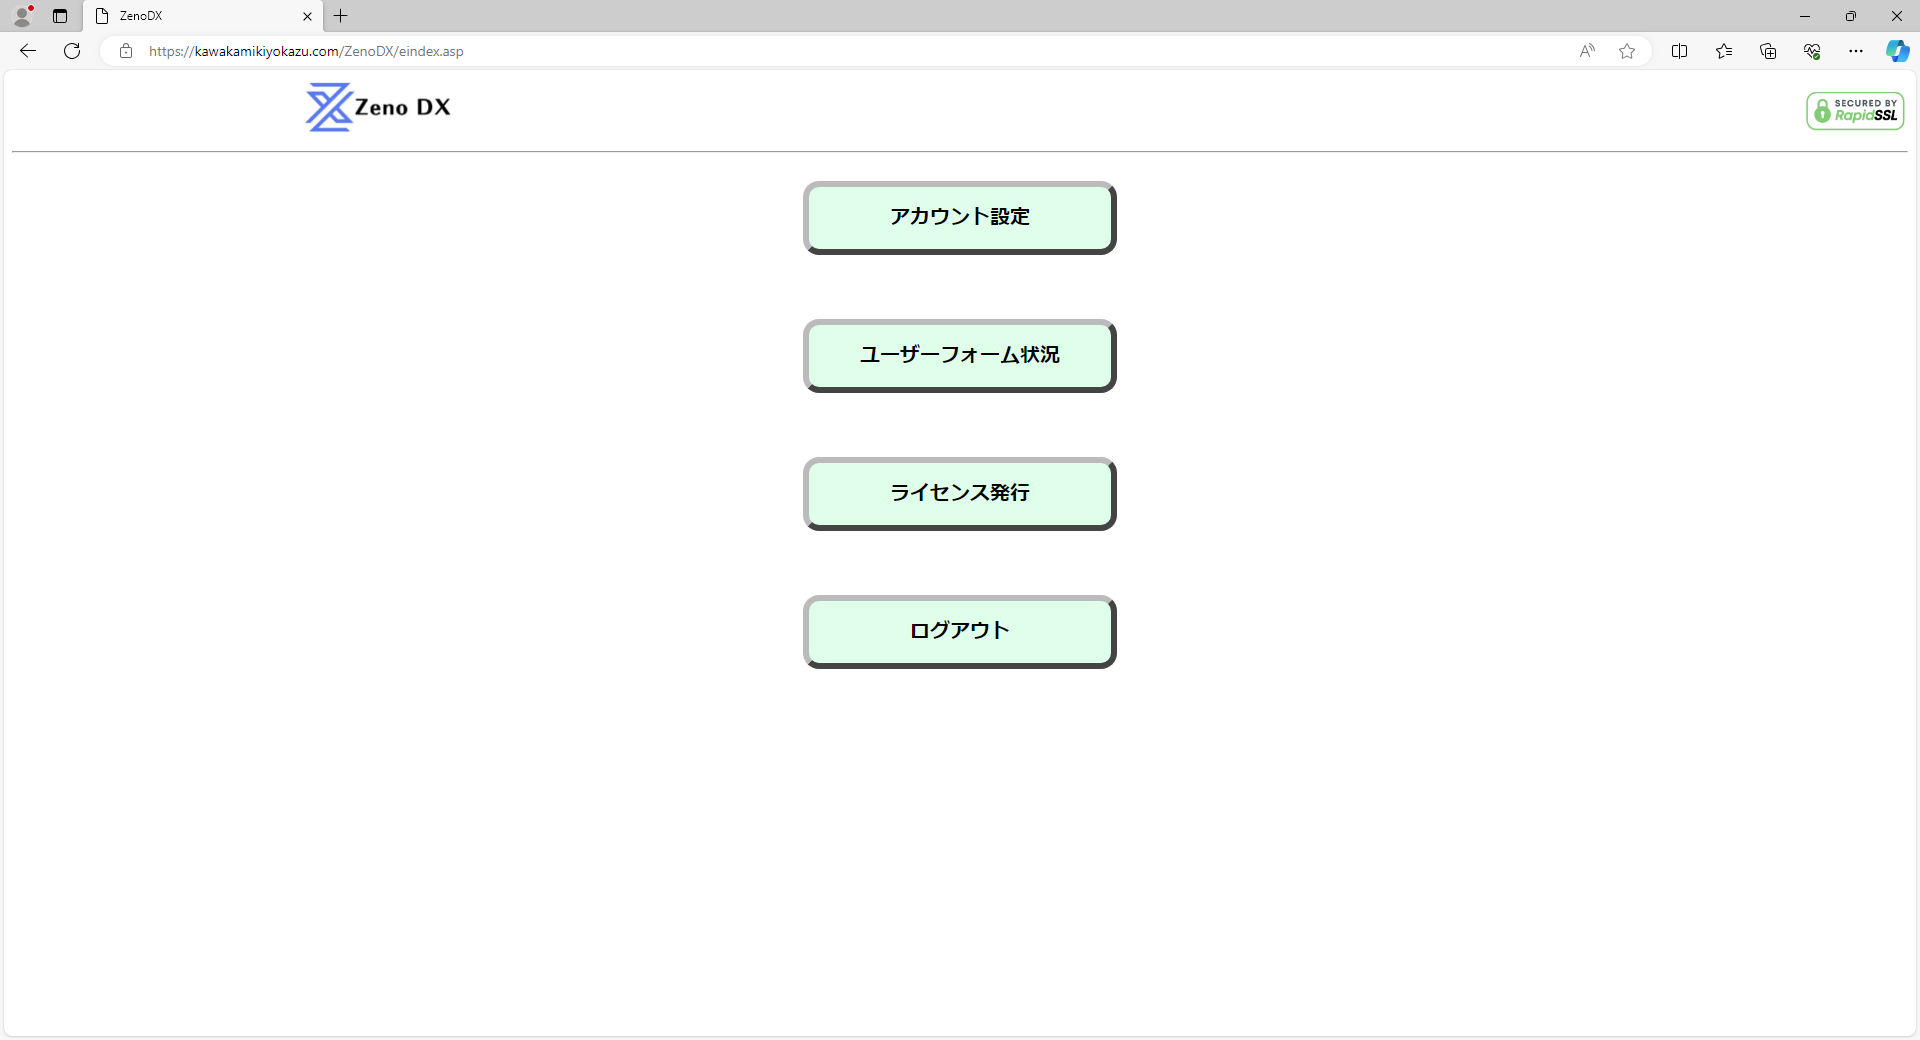 ZenoDX
https://kawakamikiyokazu.com/ZenoDX/eindex.asp
Zeno DX
SECURED BY
RapidSSL
アカウント設定
ユーザーフォーム状況
ライセンス発行
ログアウト